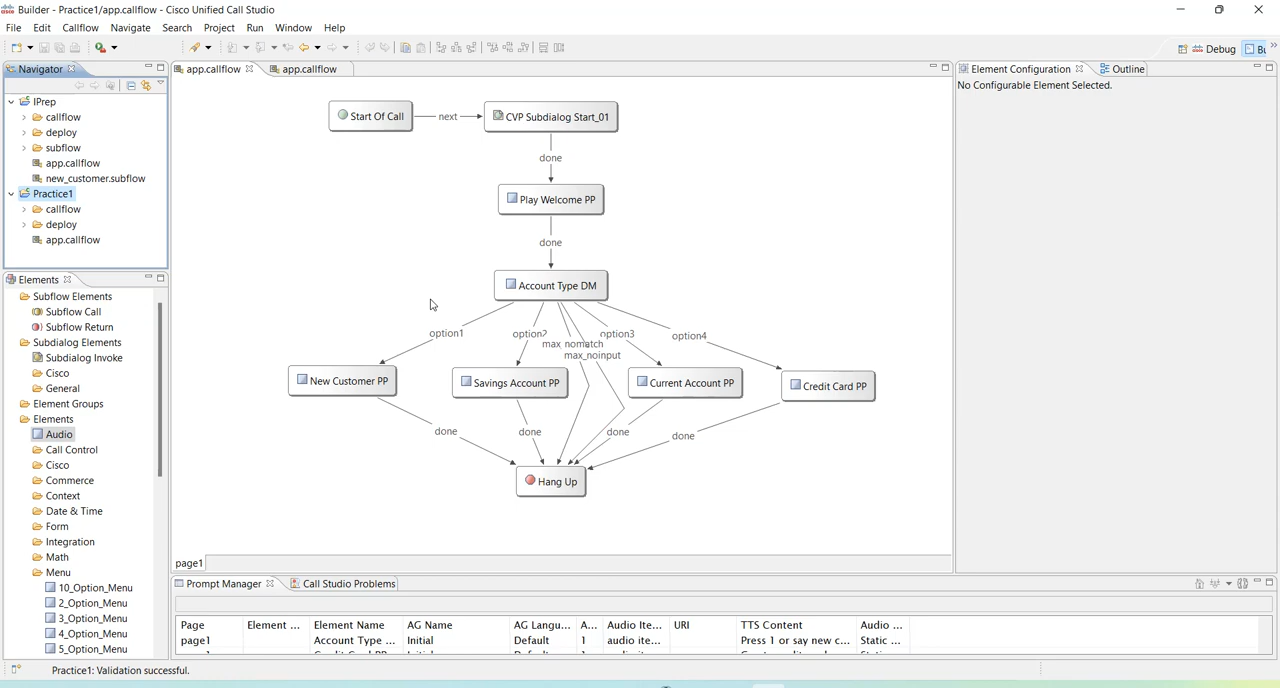 Builder - Practice1/app.callflow - Cisco Unified Call Studio
File Edit Callflow Navigate Search Project Run Window Help
Debug
Navigator
IPrep
callflow
deploy
subflow
app.callflow
new_customer.subflow
Practice1
callflow
deploy
app.callflow
Elements
Subflow Elements
Subflow Call
Subflow Return
Subdialog Elements
Subdialog Invoke
Cisco
General
Element Groups
Elements
Audio
Call Control
Cisco
Commerce
Context
Date & Time
Form
Integration
Math
Menu
10_Option_Menu
2_Option_Menu
3_Option_Menu
4_Option_Menu
5_Option_Menu
app.callflow app.callflow
Start Of Call next CVP Subdialog Start_01
done
Play Welcome PP
done
Account Type DM
option1 option2 option3 option4
max_nomatch
max_noinput
New Customer PP Savings Account PP Current Account PP Credit Card PP
done done done done
Hang Up
page1
Element Configuration Outline
No Configurable Element Selected.
Prompt Manager Call Studio Problems
Page Element ... Element Name AG Name AG Langu... A... Audio Ite... URI TTS Content Audio ...
page1 Account Type ... Initial Default 1 audio ite... Press 1 or say new c... Static ...
Practice1: Validation successful.